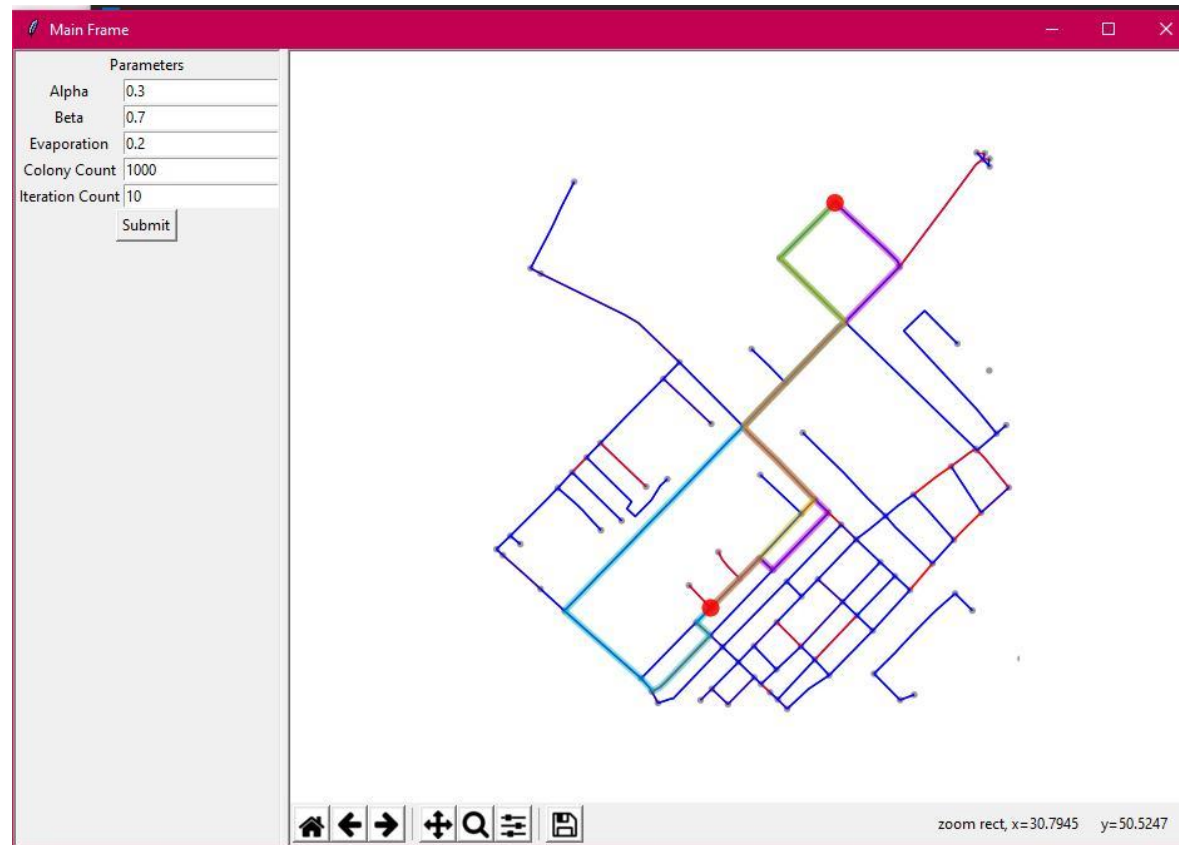 Main Frame
Parameters
Alpha 0.3
Beta 0.7
Evaporation 0.2
Colony Count 1000
Iteration Count 10
Submit
zoom rect, x=30.7945 y=50.5247